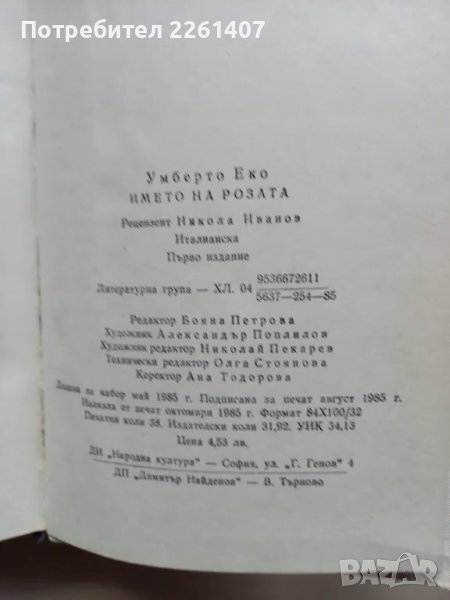 Потребител 2261407
Умберто Еко
ИМЕТО НА РОЗАТА
Рецензент Никола Иванов
Италианска
Първо издание
Литературна група — ХЛ. 04 9536672611
5637—254—85
Редактор Бояна Петрова
Художник Александър Поплилов
Художник редактор Николай Пекарев
Технически редактор Олга Стоянова
Коректор Ана Тодорова
Дадена за набор май 1985 г. Подписана за печат август 1985 г.
Излязла от печат октомври 1985 г. Формат 84Х100/32
Печатни коли 38. Издателски коли 31,92. УИК 34,13
Цена 4,53 лв.
ДИ „Народна култура" — София, ул. „Г. Генов" 4
ДП „Димитър Найденов" — В. Търново
BAZAR